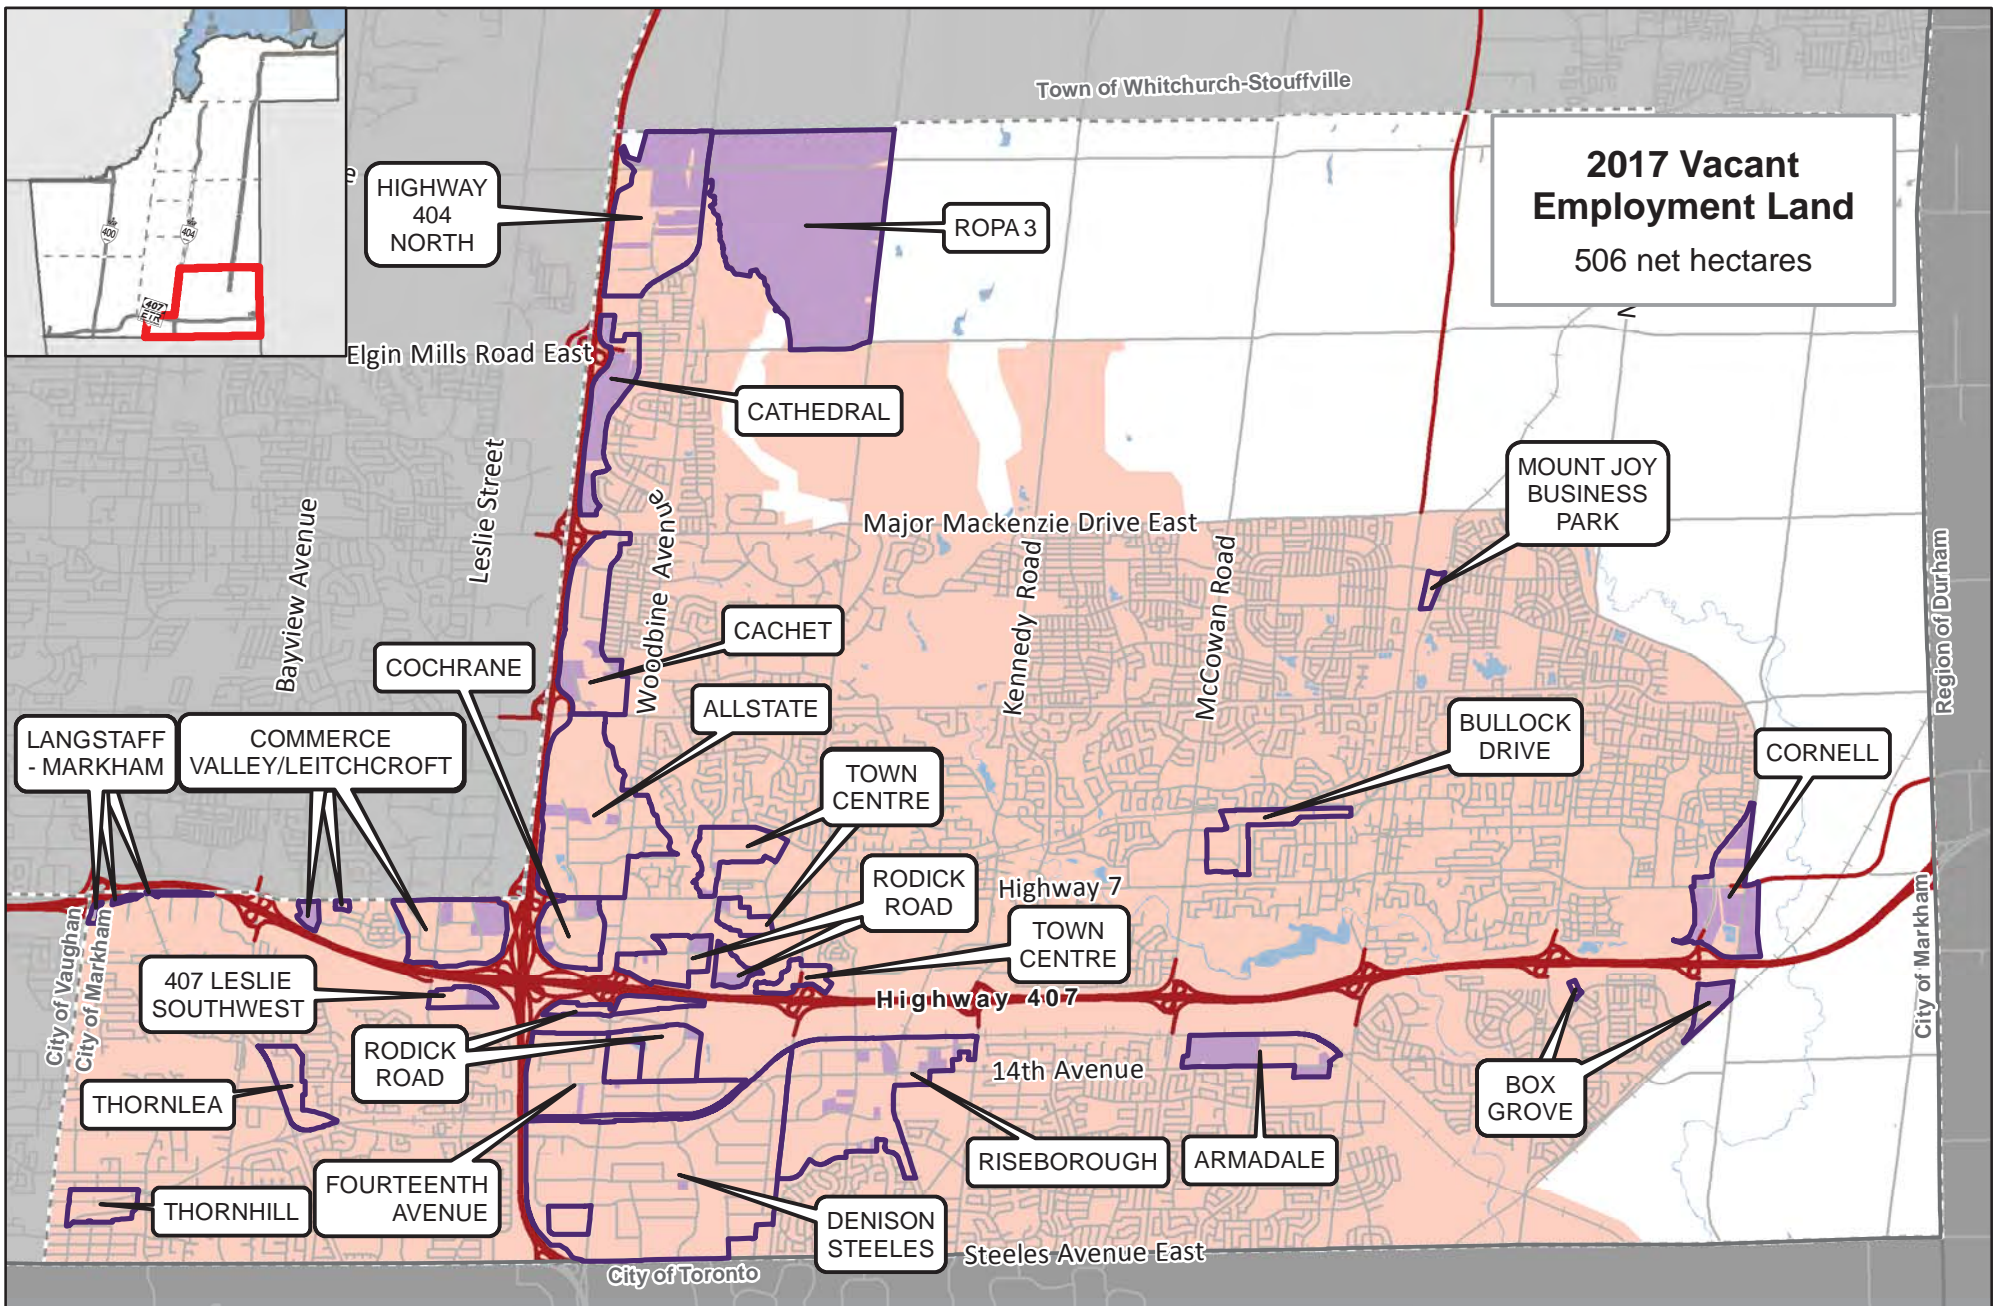 Town of Whitchurch-Stouffville
2017 Vacant
Employment Land
506 net hectares
400
404
407
ETR
HIGHWAY
404
NORTH
ROPA 3
Elgin Mills Road East
CATHEDRAL
Leslie Street
Bayview Avenue
Woodbine Avenue
Major Mackenzie Drive East
Kennedy Road
McCowan Road
MOUNT JOY
BUSINESS
PARK
Region of Durham
CACHET
COCHRANE
ALLSTATE
LANGSTAFF
- MARKHAM
COMMERCE
VALLEY/LEITCHCROFT
TOWN
CENTRE
BULLOCK
DRIVE
CORNELL
RODICK
ROAD
Highway 7
TOWN
CENTRE
City of Vaughan
City of Markham
City of Markham
407 LESLIE
SOUTHWEST
Highway 407
RODICK
ROAD
14th Avenue
THORNLEA
BOX
GROVE
RISEBOROUGH
ARMADALE
FOURTEENTH
AVENUE
THORNHILL
DENISON
STEELES
Steeles Avenue East
City of Toronto